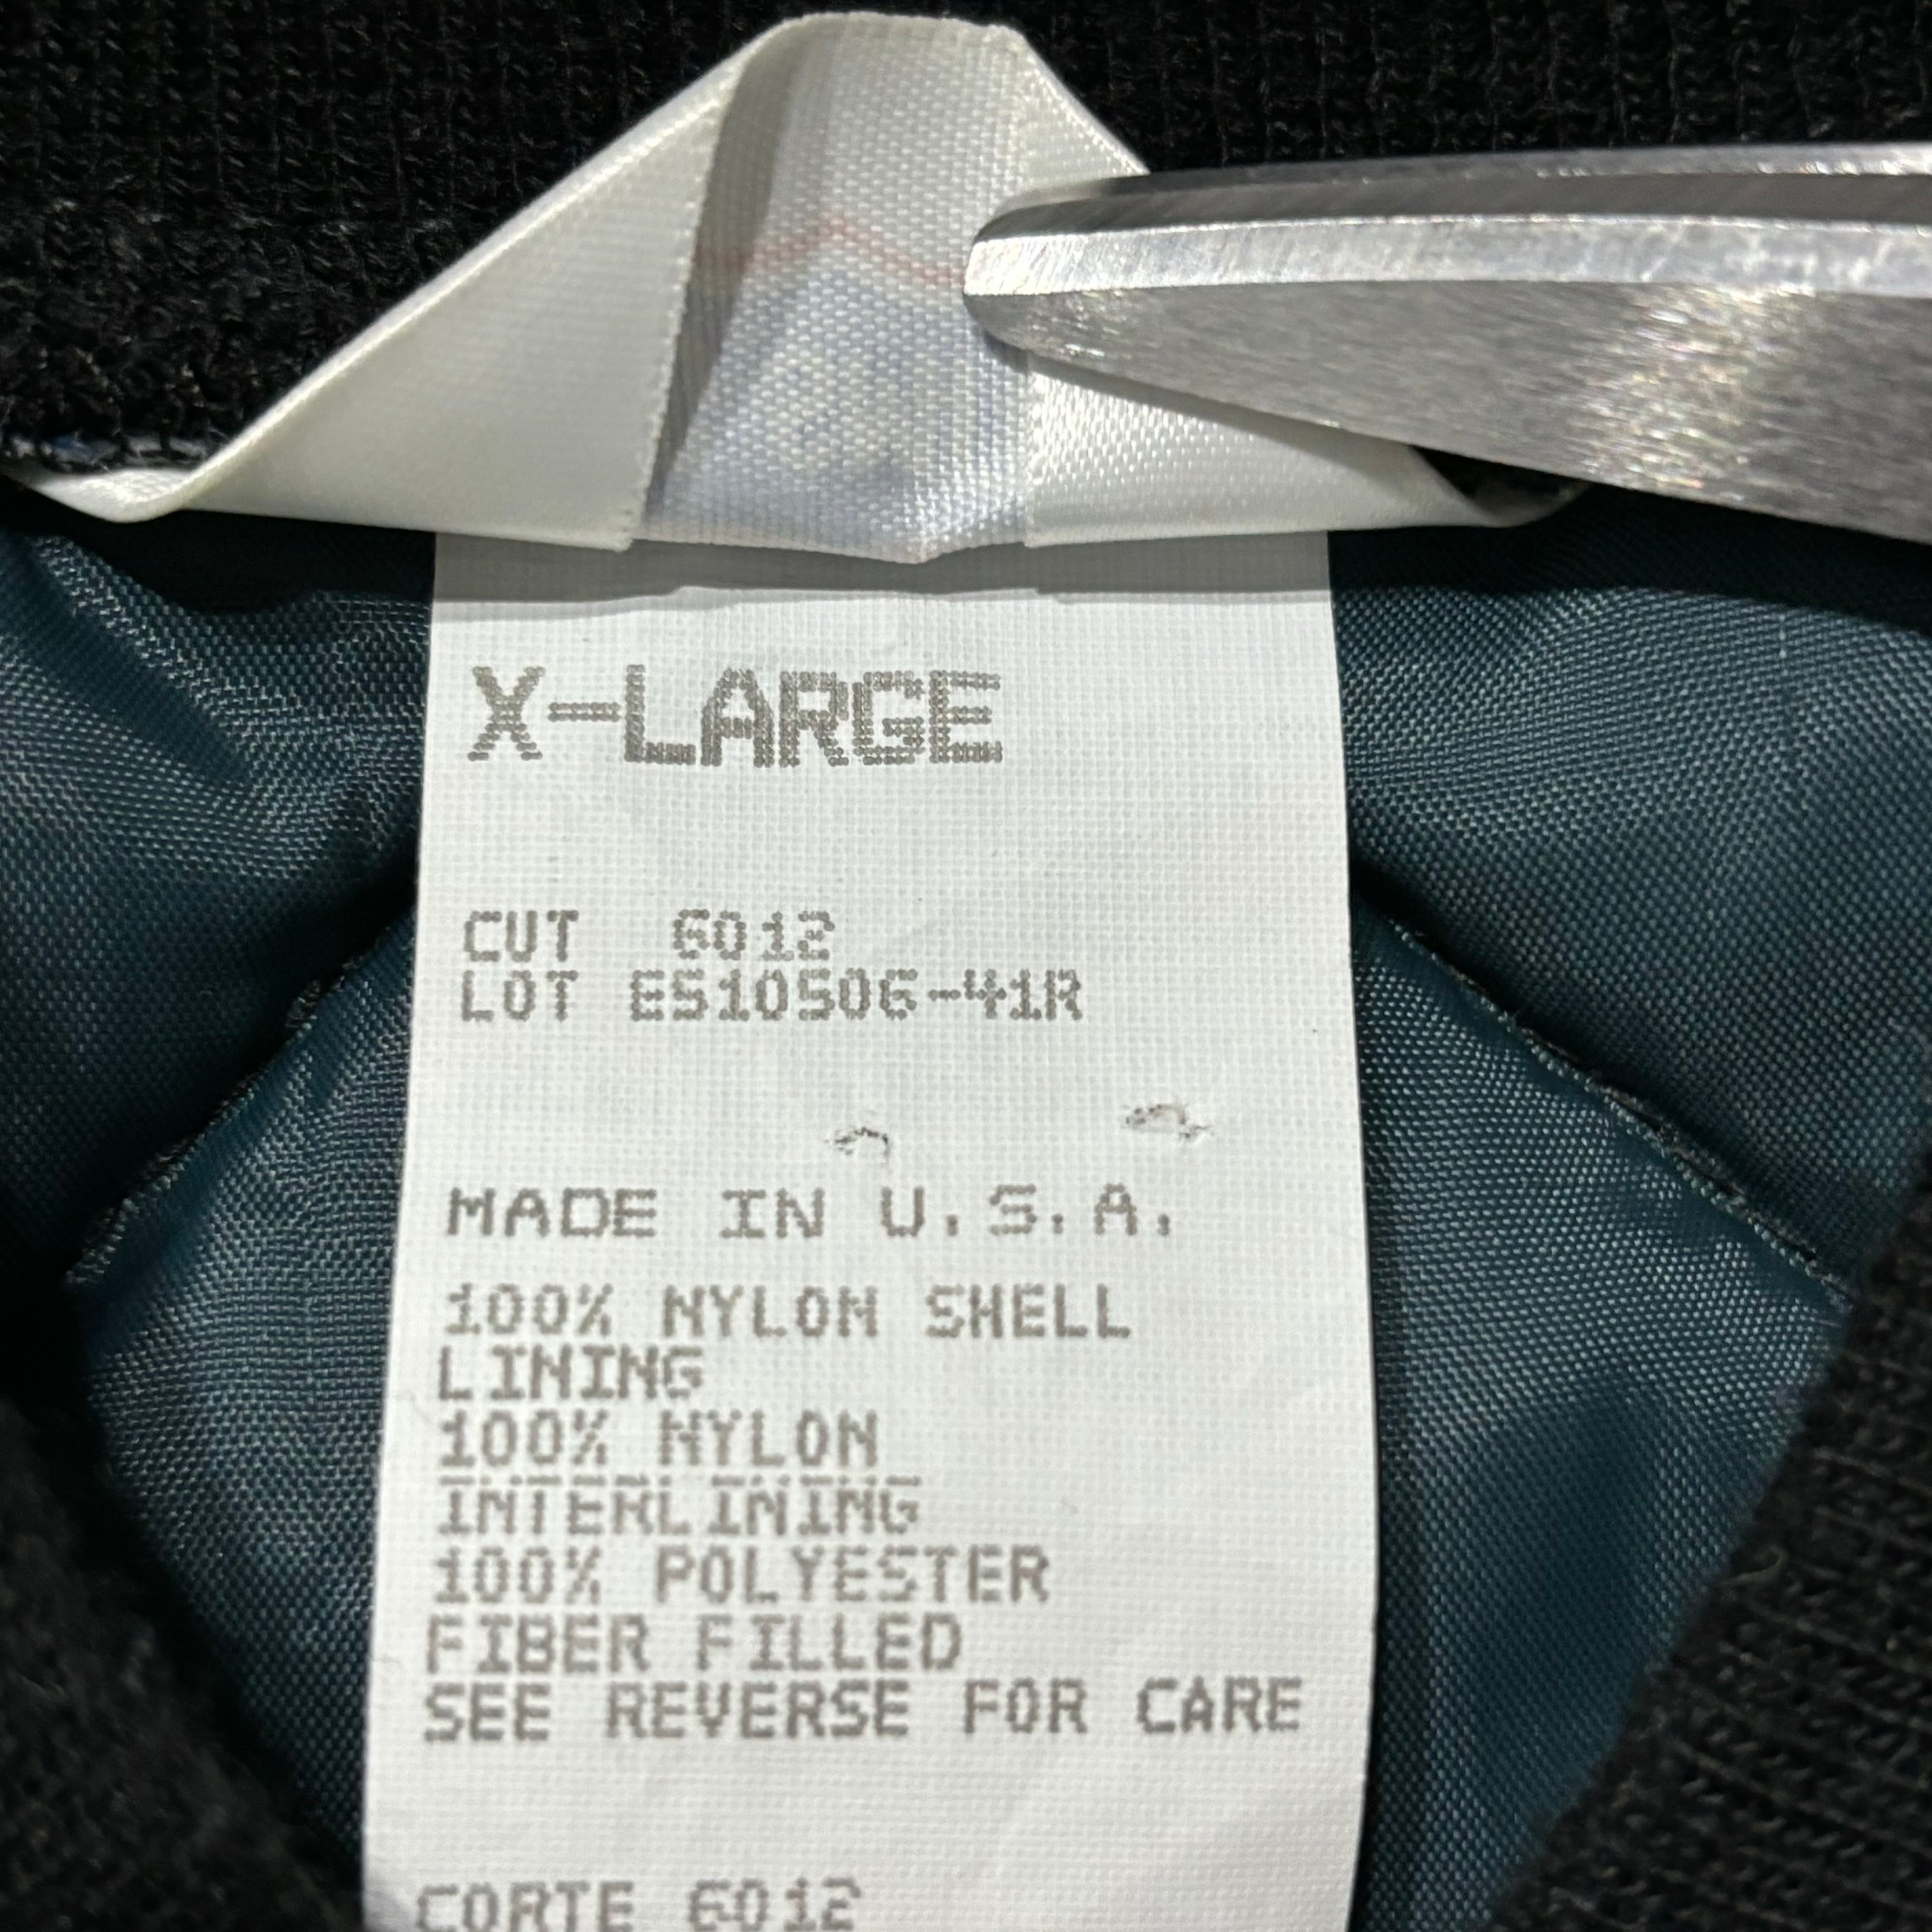 X-LARGE
CUT 6012
LOT ES10506-41R
MADE IN U.S.A.
100% NYLON SHELL
LINING
100% NYLON
INTERLINING
100% POLYESTER
FIBER FILLED
SEE REVERSE FOR CARE
CORTE 6012